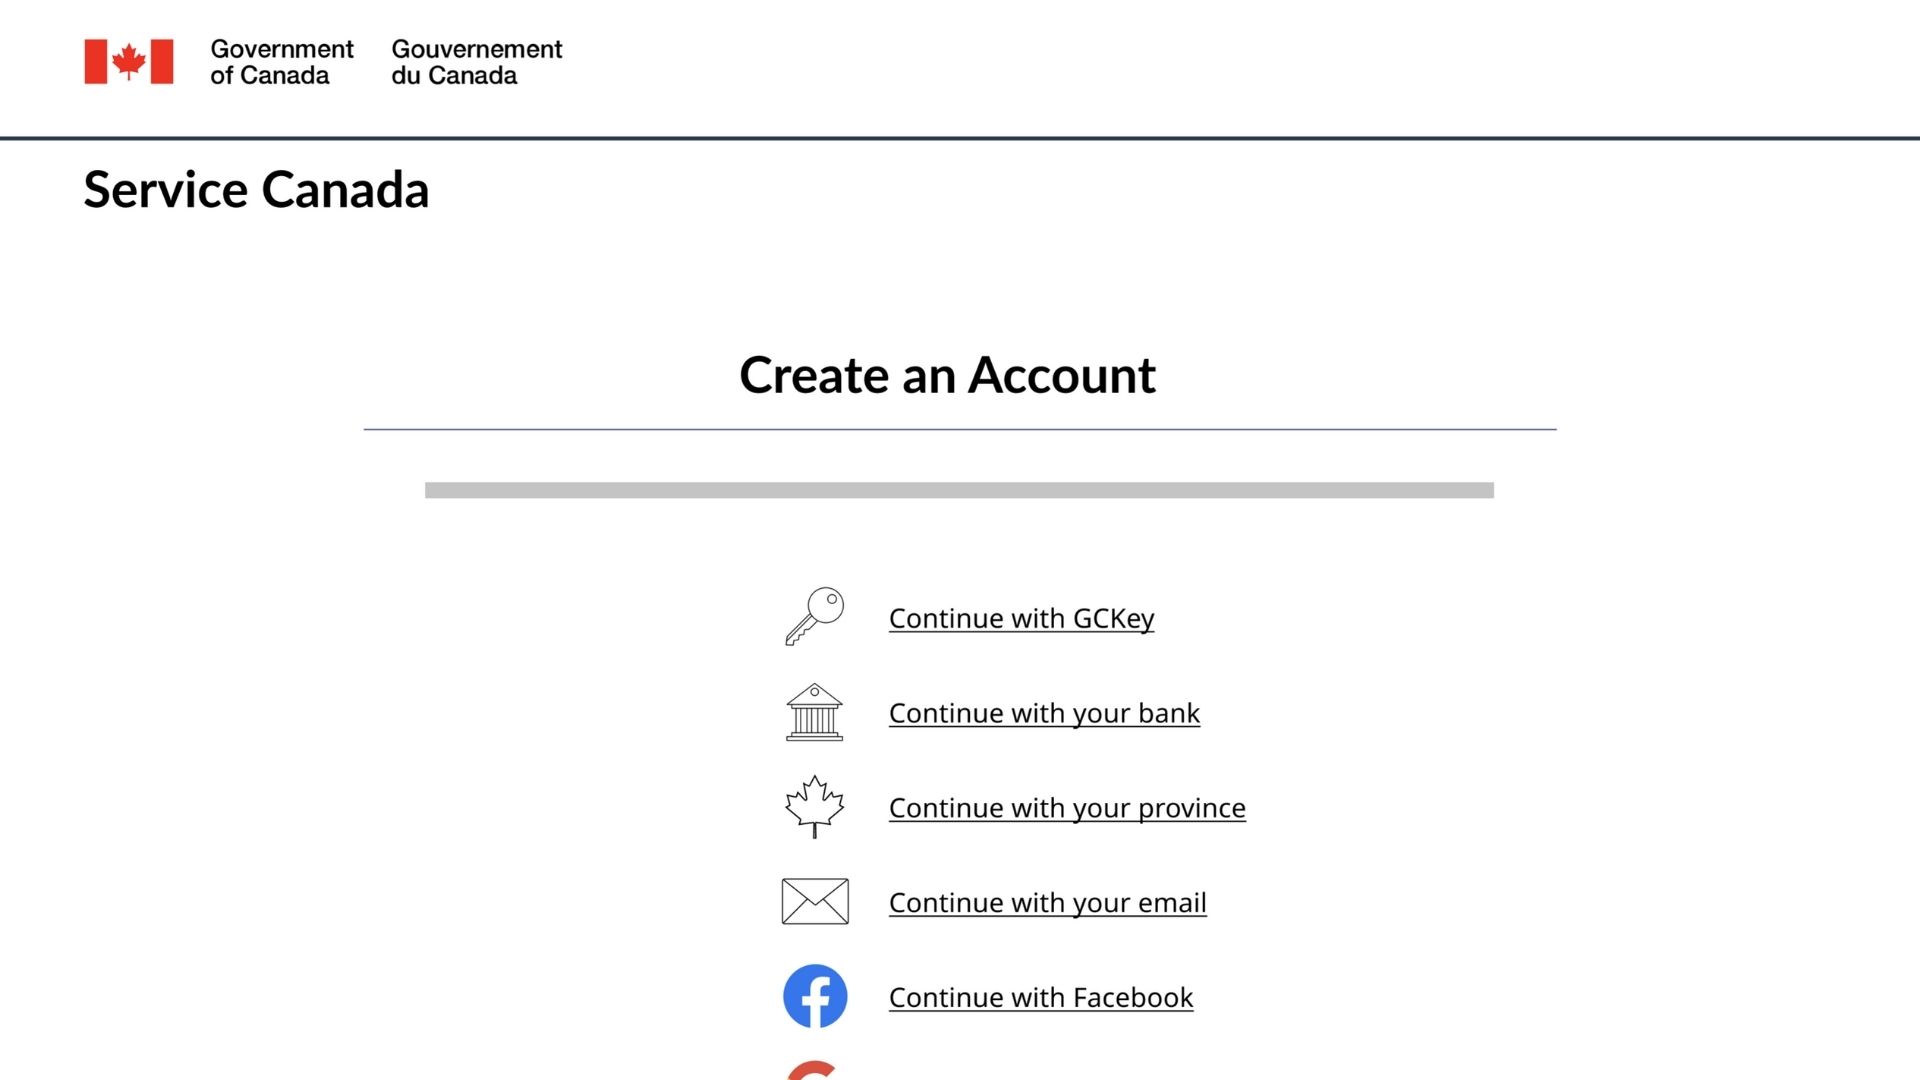 Government Gouvernement
of Canada du Canada
Service Canada
Create an Account
Continue with GCKey
Continue with your bank
Continue with your province
Continue with your email
Continue with Facebook